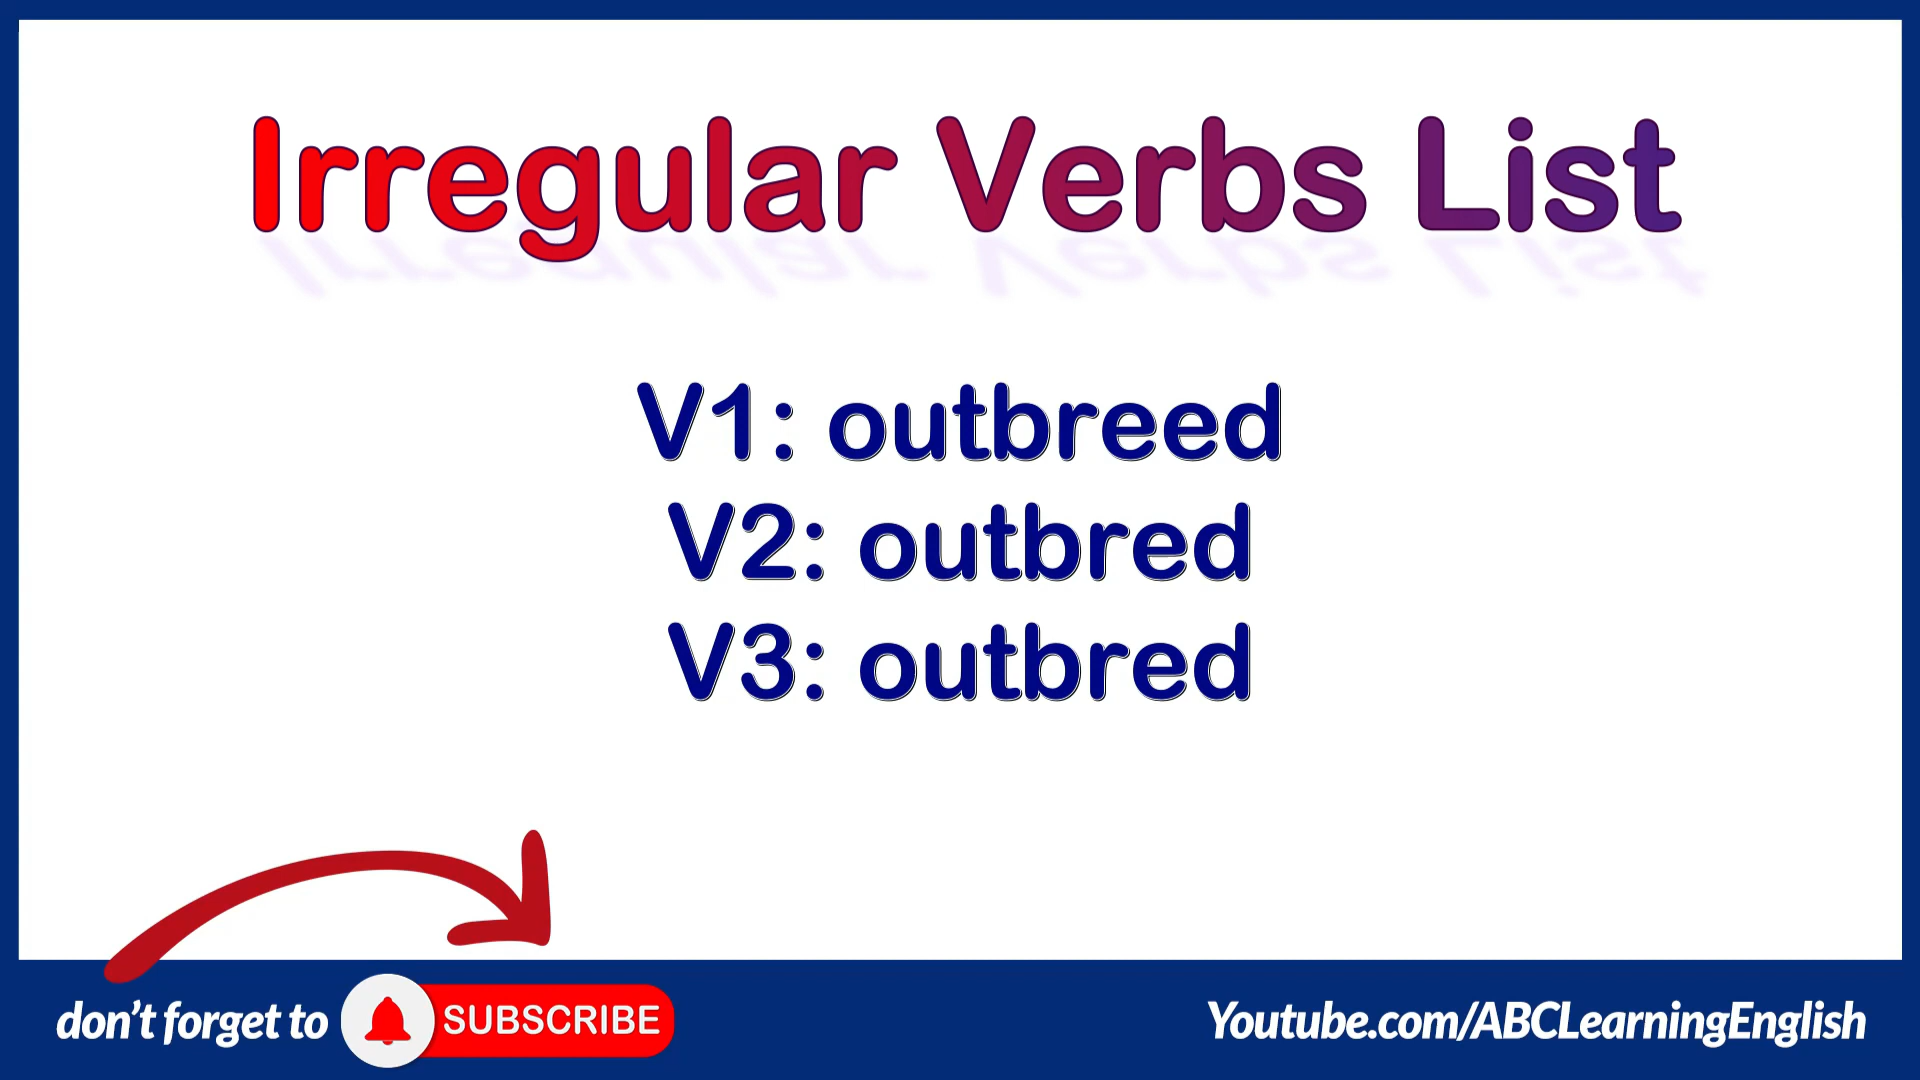 Irregular Verbs List
V1: outbreed
V2: outbred
V3: outbred
don't forget to SUBSCRIBE
Youtube.com/ABCLearningEnglish